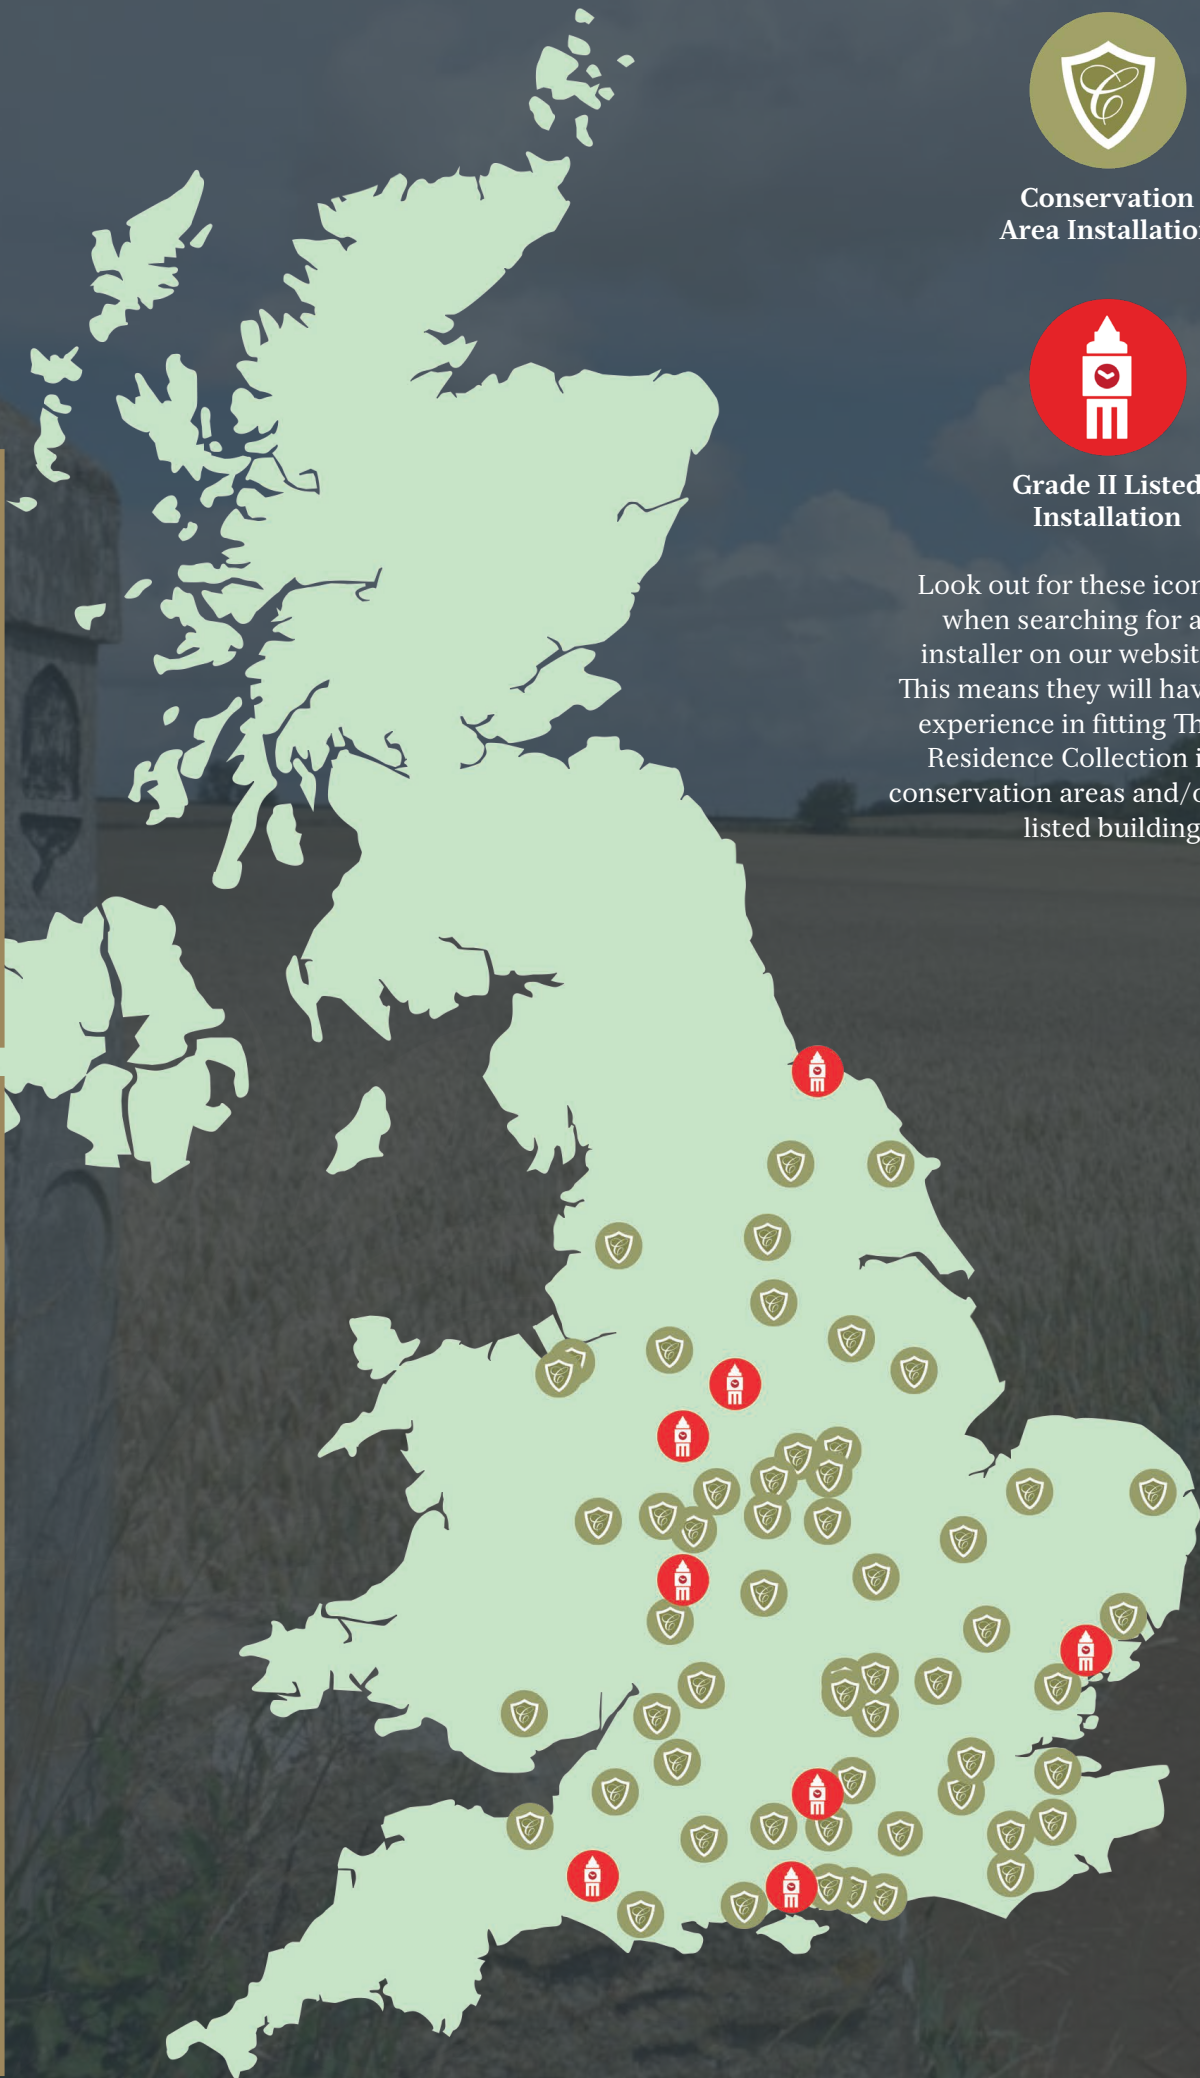 Conservation
Area Installatio
Grade II Listed
Installation
Look out for these icon
when searching for a
installer on our websit
This means they will hav
experience in fitting Th
Residence Collection i
conservation areas and/o
listed building